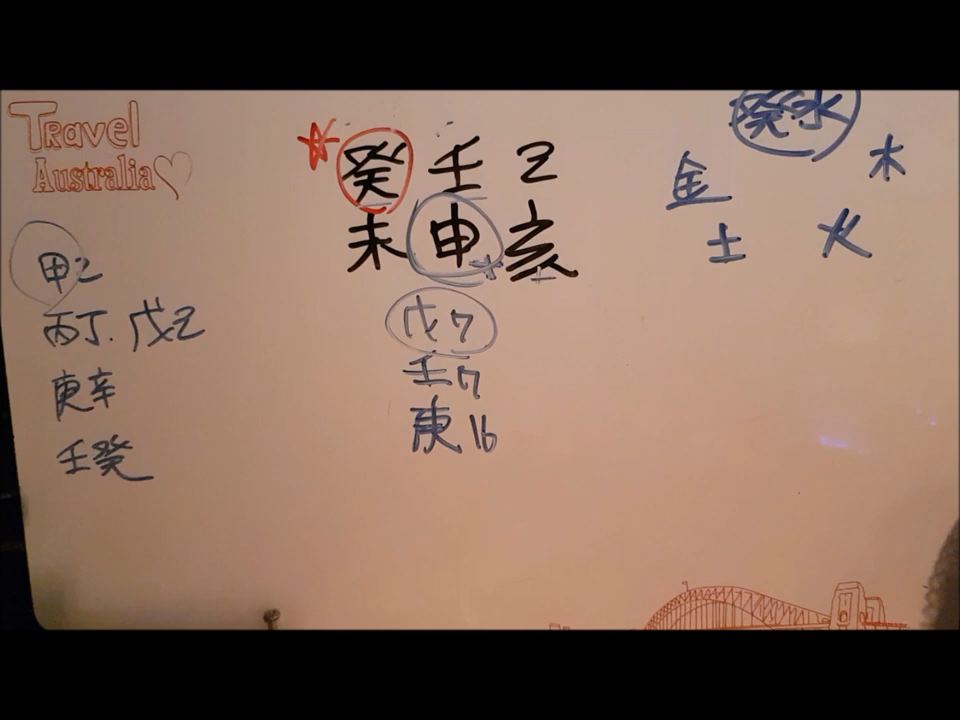 Travel
Australia
癸壬乙
未申亥
戊7
壬7
庚16
甲乙
丙丁.戊己
庚辛
壬癸
癸水
金 木
土 火